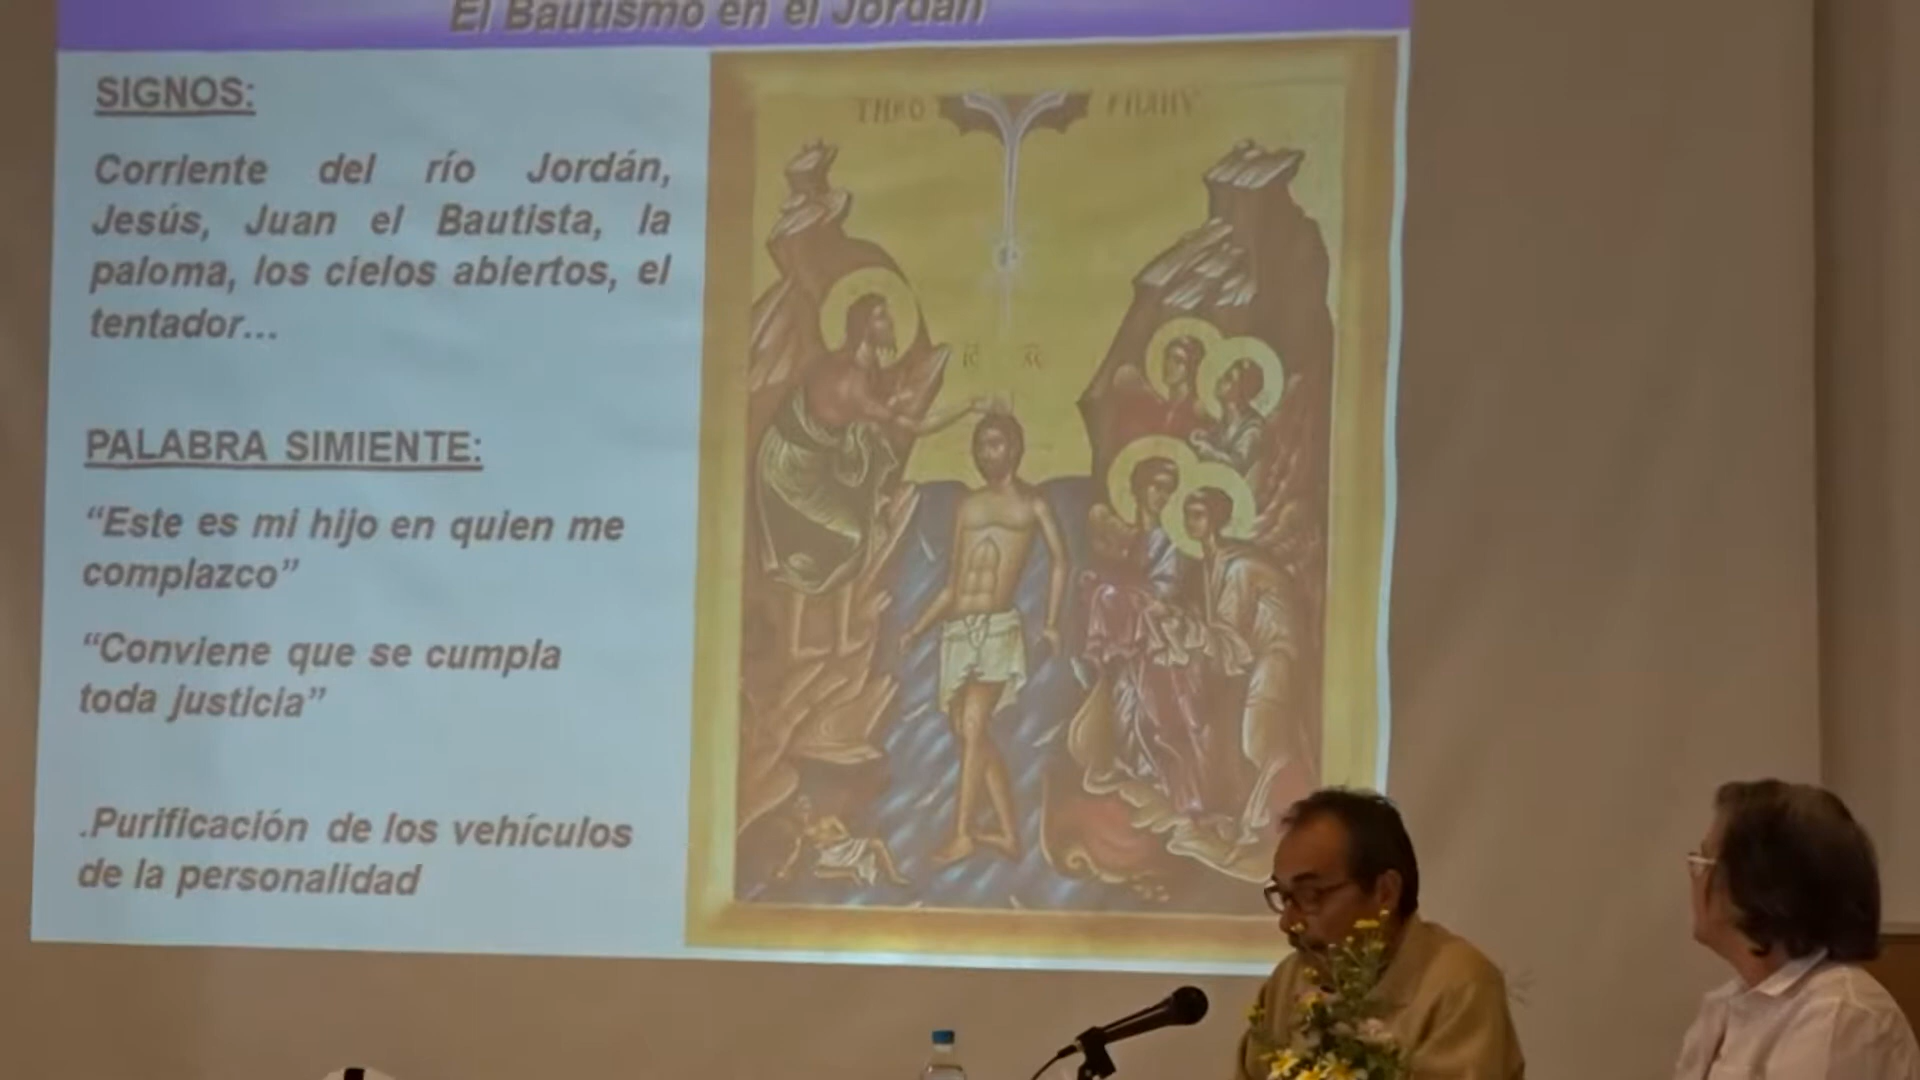 El Bautismo en el Jordán
SIGNOS:
Corriente del río Jordán,
Jesús, Juan el Bautista, la
paloma, los cielos abiertos, el
tentador...
PALABRA SIMIENTE:
“Este es mi hijo en quien me
complazco”
“Conviene que se cumpla
toda justicia”
.Purificación de los vehículos
de la personalidad